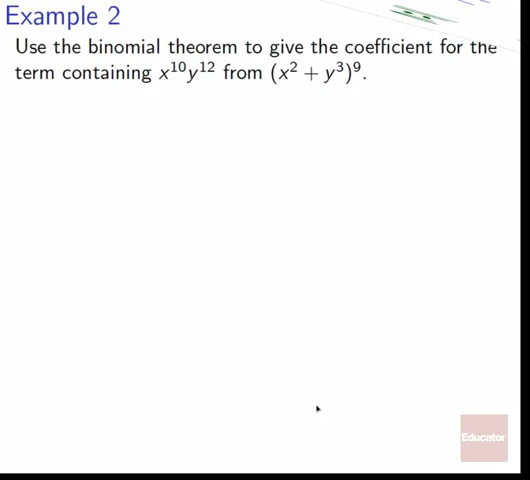 Example 2
Use the binomial theorem to give the coefficient for the
term containing x¹⁰y¹² from (x² + y³)⁹.
Educator